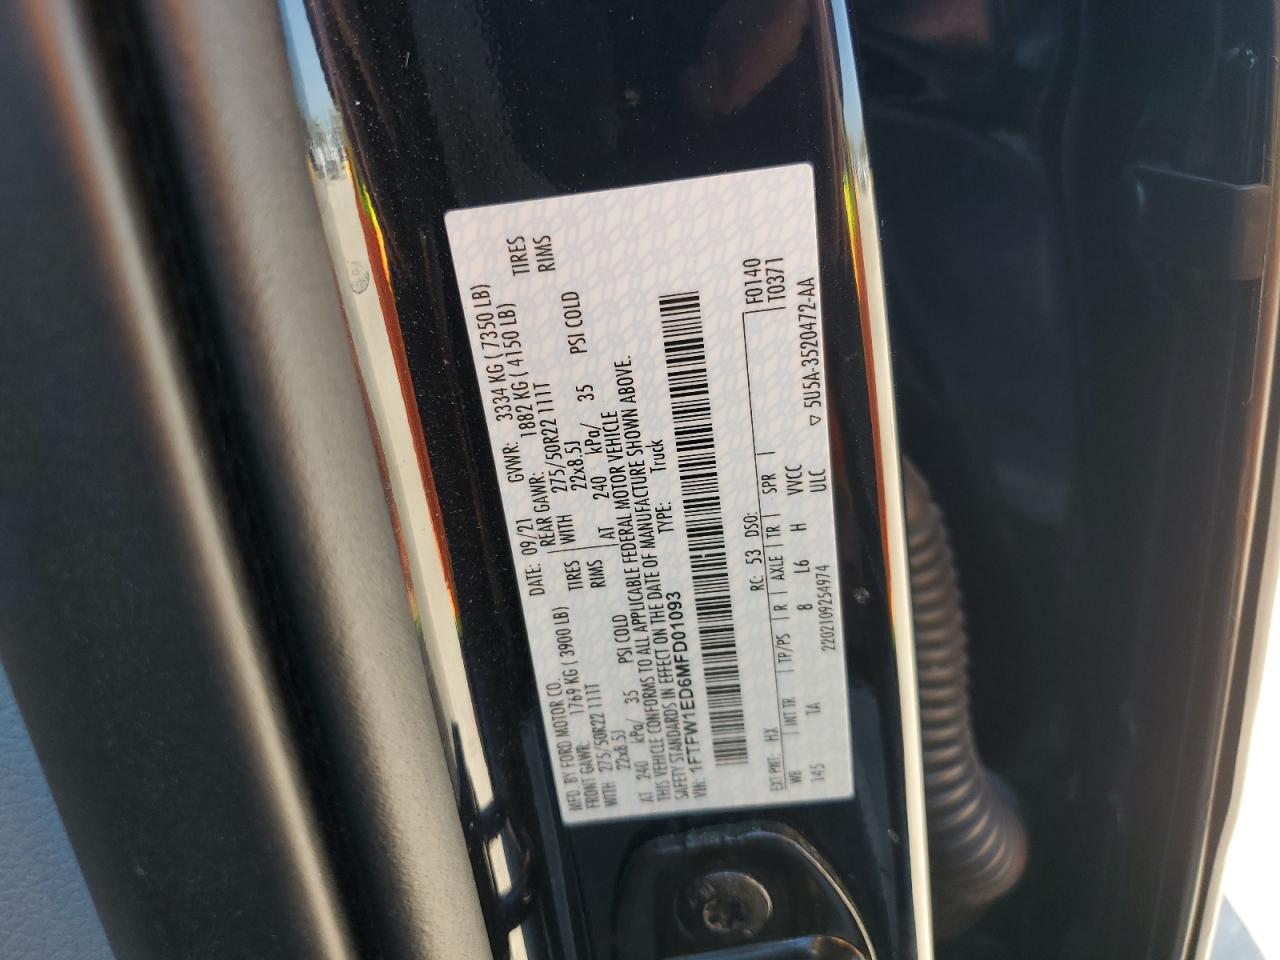 MFD. BY FORD MOTOR CO. DATE: 09/21 GVWR: 3334 KG ( 7350 LB)
FRONT GAWR: 1769 KG ( 3900 LB) REAR GAWR: 1882 KG ( 4150 LB)
WITH 275/50R22 111T TIRES WITH 275/50R22 111T TIRES
22x8.5J RIMS 22x8.5J RIMS
AT 240 kPa/ 35 PSI COLD AT 240 kPa/ 35 PSI COLD
THIS VEHICLE CONFORMS TO ALL APPLICABLE FEDERAL MOTOR VEHICLE
SAFETY STANDARDS IN EFFECT ON THE DATE OF MANUFACTURE SHOWN ABOVE.
VIN: 1FTFW1ED6MFD01093 TYPE: Truck
F0140
EXT PNT: HX RC: 53 DSO: T0371
WB INT TR TP/PS R AXLE TR SPR
145 TA 8 L6 H VVCC
2202109254974 ULC
▽ 5U5A-3520472-AA